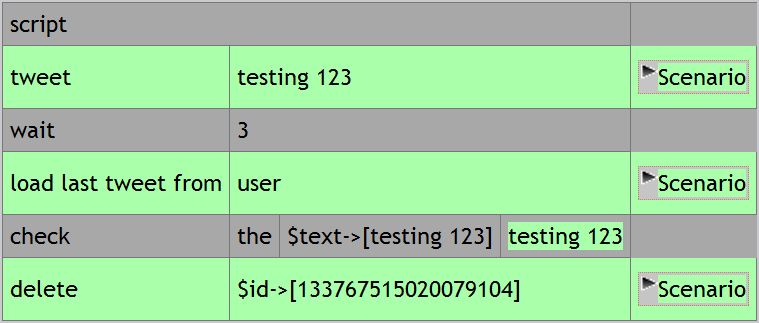 script
tweet testing 123 Scenario
wait 3
load last tweet from user Scenario
check the $text->[testing 123] testing 123
delete $id->[133767515020079104] Scenario